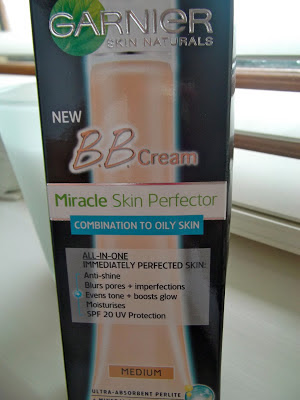 GARNIER
SKIN NATURALS
NEW
B.B. Cream
Miracle Skin Perfector
COMBINATION TO OILY SKIN
ALL-IN-ONE
IMMEDIATELY PERFECTED SKIN:
Anti-shine
Blurs pores + imperfections
Evens tone + boosts glow
Moisturises
SPF 20 UV Protection
MEDIUM
ULTRA-ABSORBENT PERLITE